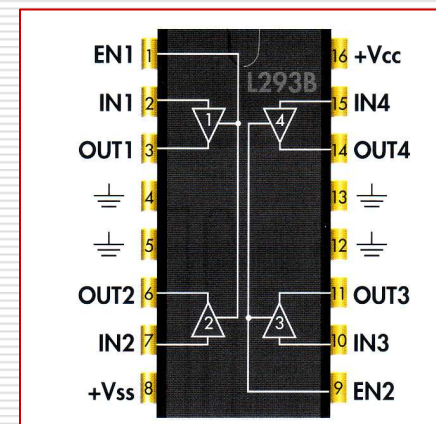 EN1 1 16 +Vcc
L293B
IN1 2 15 IN4
1 4
OUT1 3 14 OUT4
4 13
5 12
OUT2 6 11 OUT3
2 3
IN2 7 10 IN3
+Vss 8 9 EN2